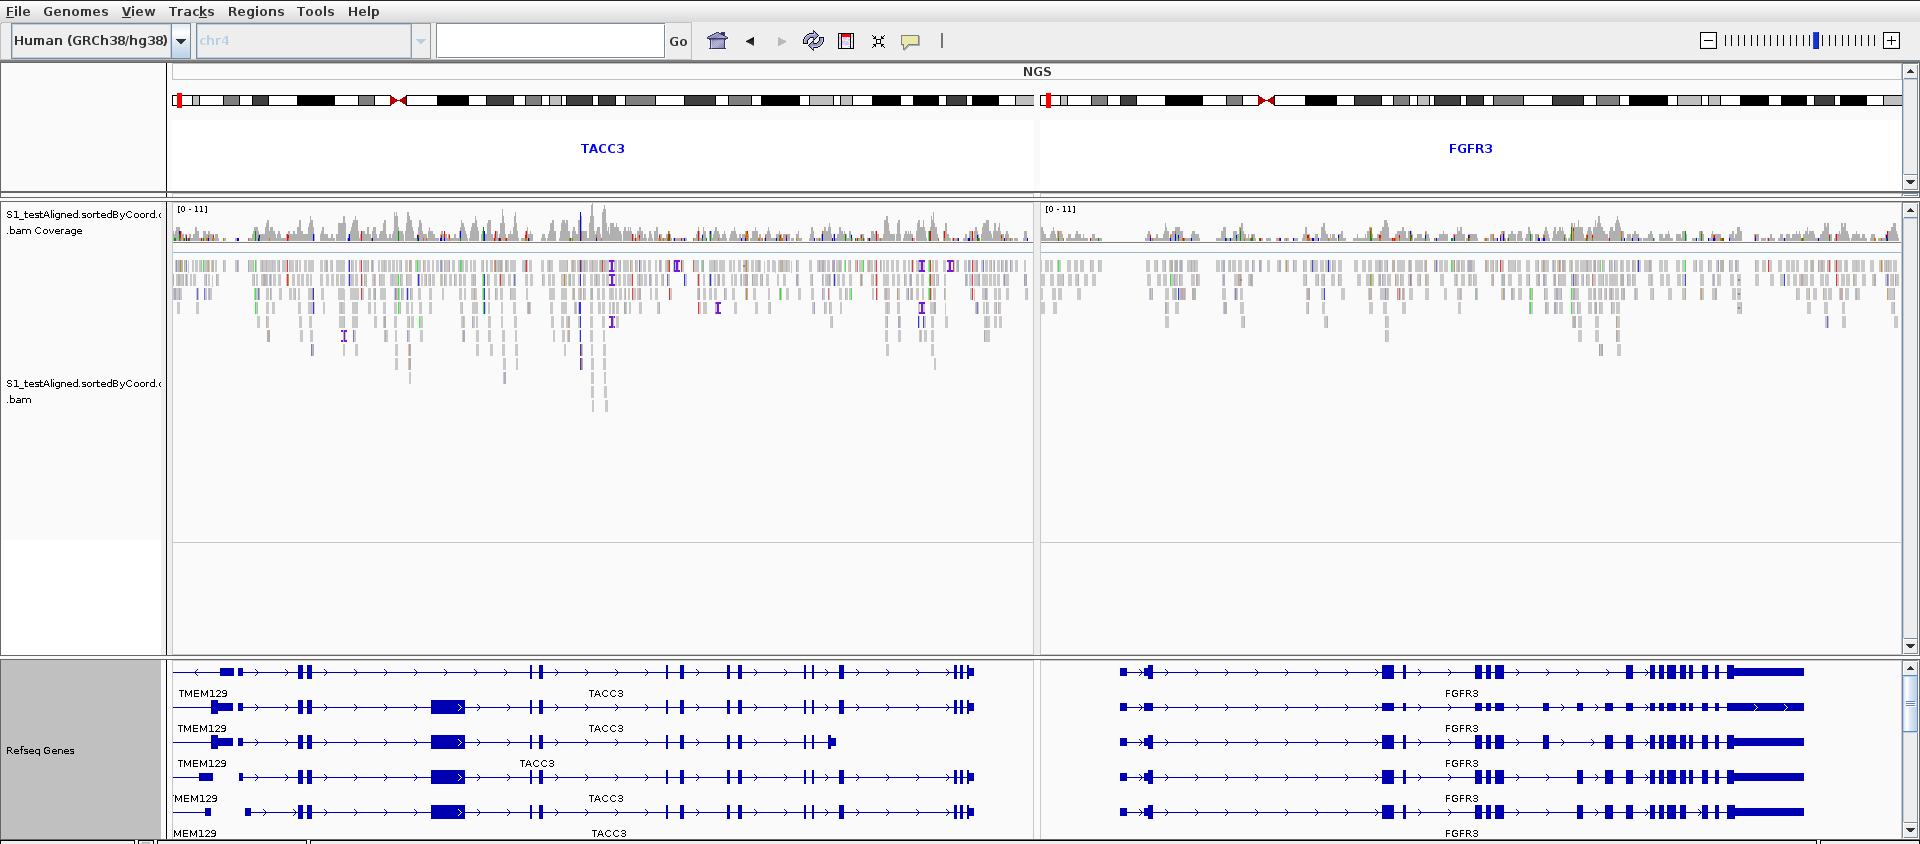 File Genomes View Tracks Regions Tools Help
Human (GRCh38/hg38) chr4 Go
NGS
TACC3 FGFR3
S1_testAligned.sortedByCoord.c
.bam Coverage
[0 - 11] [0 - 11]
S1_testAligned.sortedByCoord.c
.bam
Refseq Genes
TMEM129 TACC3 FGFR3
TMEM129 TACC3 FGFR3
TMEM129 TACC3 FGFR3
MEM129 TACC3 FGFR3
MEM129 TACC3 FGFR3